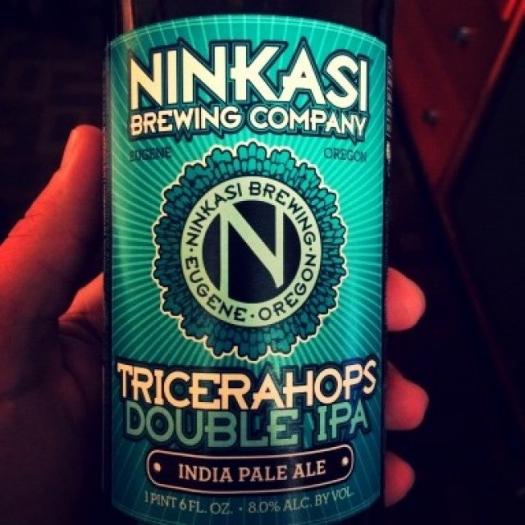 NINKASI
BREWING COMPANY
EUGENE OREGON
NINKASI BREWING
N
EUGENE · OREGON
TRICERAHOPS
DOUBLE IPA
INDIA PALE ALE
1 PINT 6 FL. OZ. · 8.0% ALC. BY VOL.